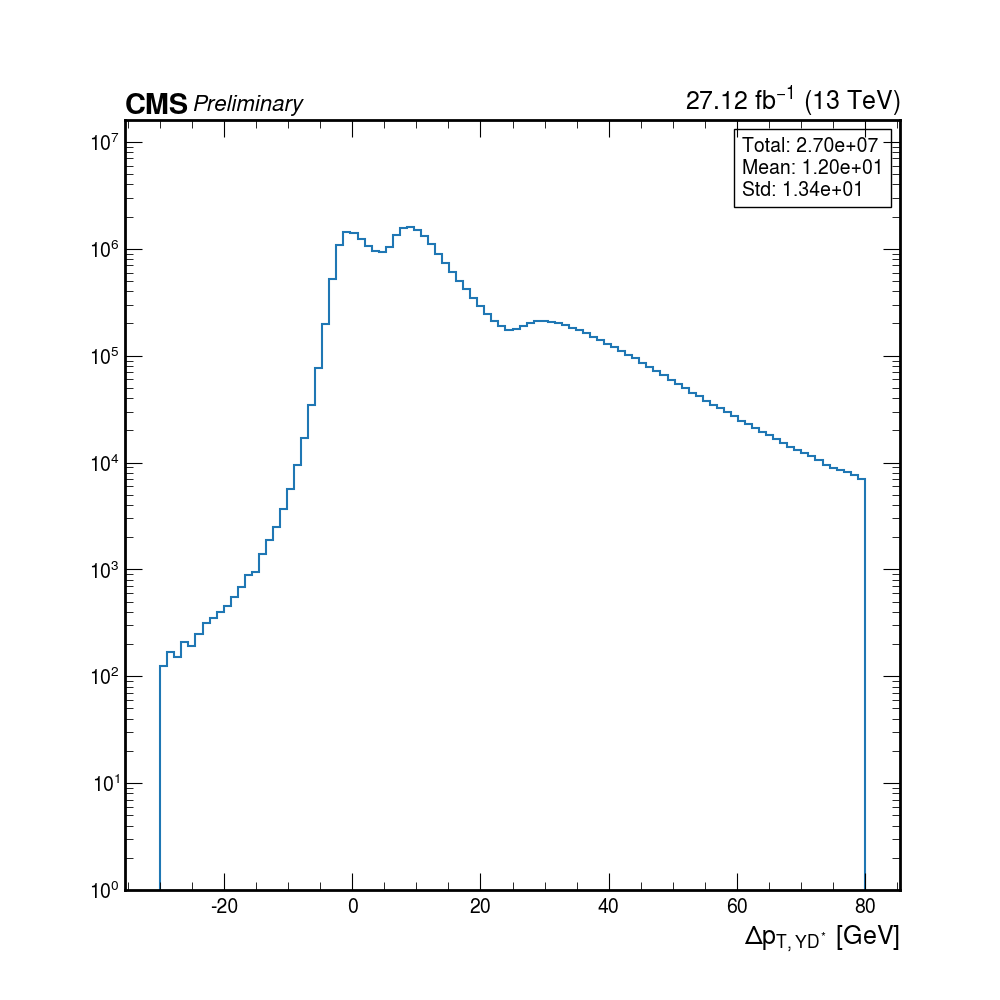 CMS Preliminary 27.12 fb⁻¹ (13 TeV)
Total: 2.70e+07
Mean: 1.20e+01
Std: 1.34e+01
10⁷
10⁶
10⁵
10⁴
10³
10²
10¹
10⁰
-20 0 20 40 60 80
Δp_{T, YD*} [GeV]